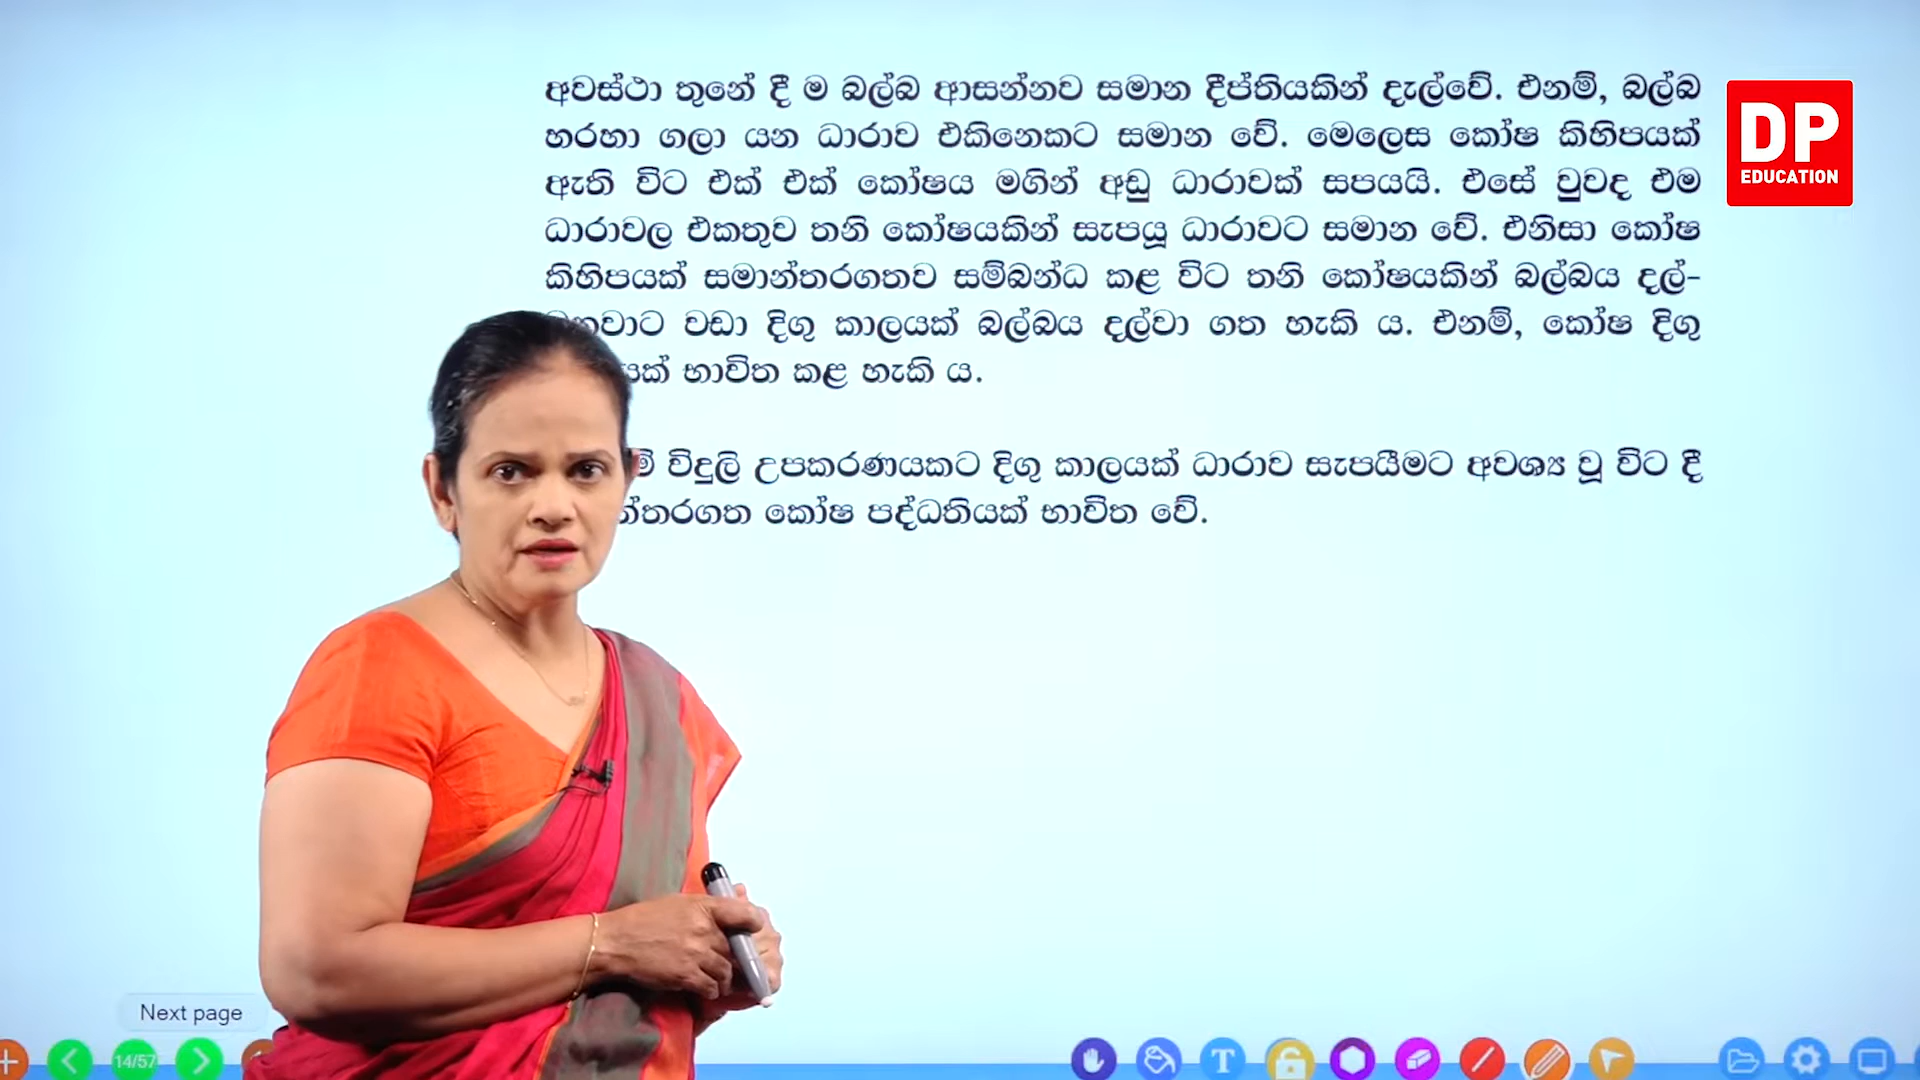 අවස්ථා තුනේ දී ම බල්බ ආසන්නව සමාන දීප්තියකින් දැල්වේ. එනම්, බල්බ
හරහා ගලා යන ධාරාව එකිනෙකට සමාන වේ. මෙලෙස කෝෂ කිහිපයක්
ඇති විට එක් එක් කෝෂය මගින් අඩු ධාරාවක් සපයයි. එසේ වුවද එම
ධාරාවල එකතුව තනි කෝෂයකින් සැපයූ ධාරාවට සමාන වේ. එනිසා කෝෂ
කිහිපයක් සමාන්තරගතව සම්බන්ධ කළ විට තනි කෝෂයකින් බල්බය දල්-
වඩා දිගු කාලයක් බල්බය දල්වා ගත හැකි ය. එනම්, කෝෂ දිගු
භාවිත කළ හැකි ය.
විදුලි උපකරණයකට දිගු කාලයක් ධාරාව සැපයීමට අවශ්‍ය වූ විට දී
කෝෂ පද්ධතියක් භාවිත වේ.
DP
EDUCATION
Next page
14/57
T